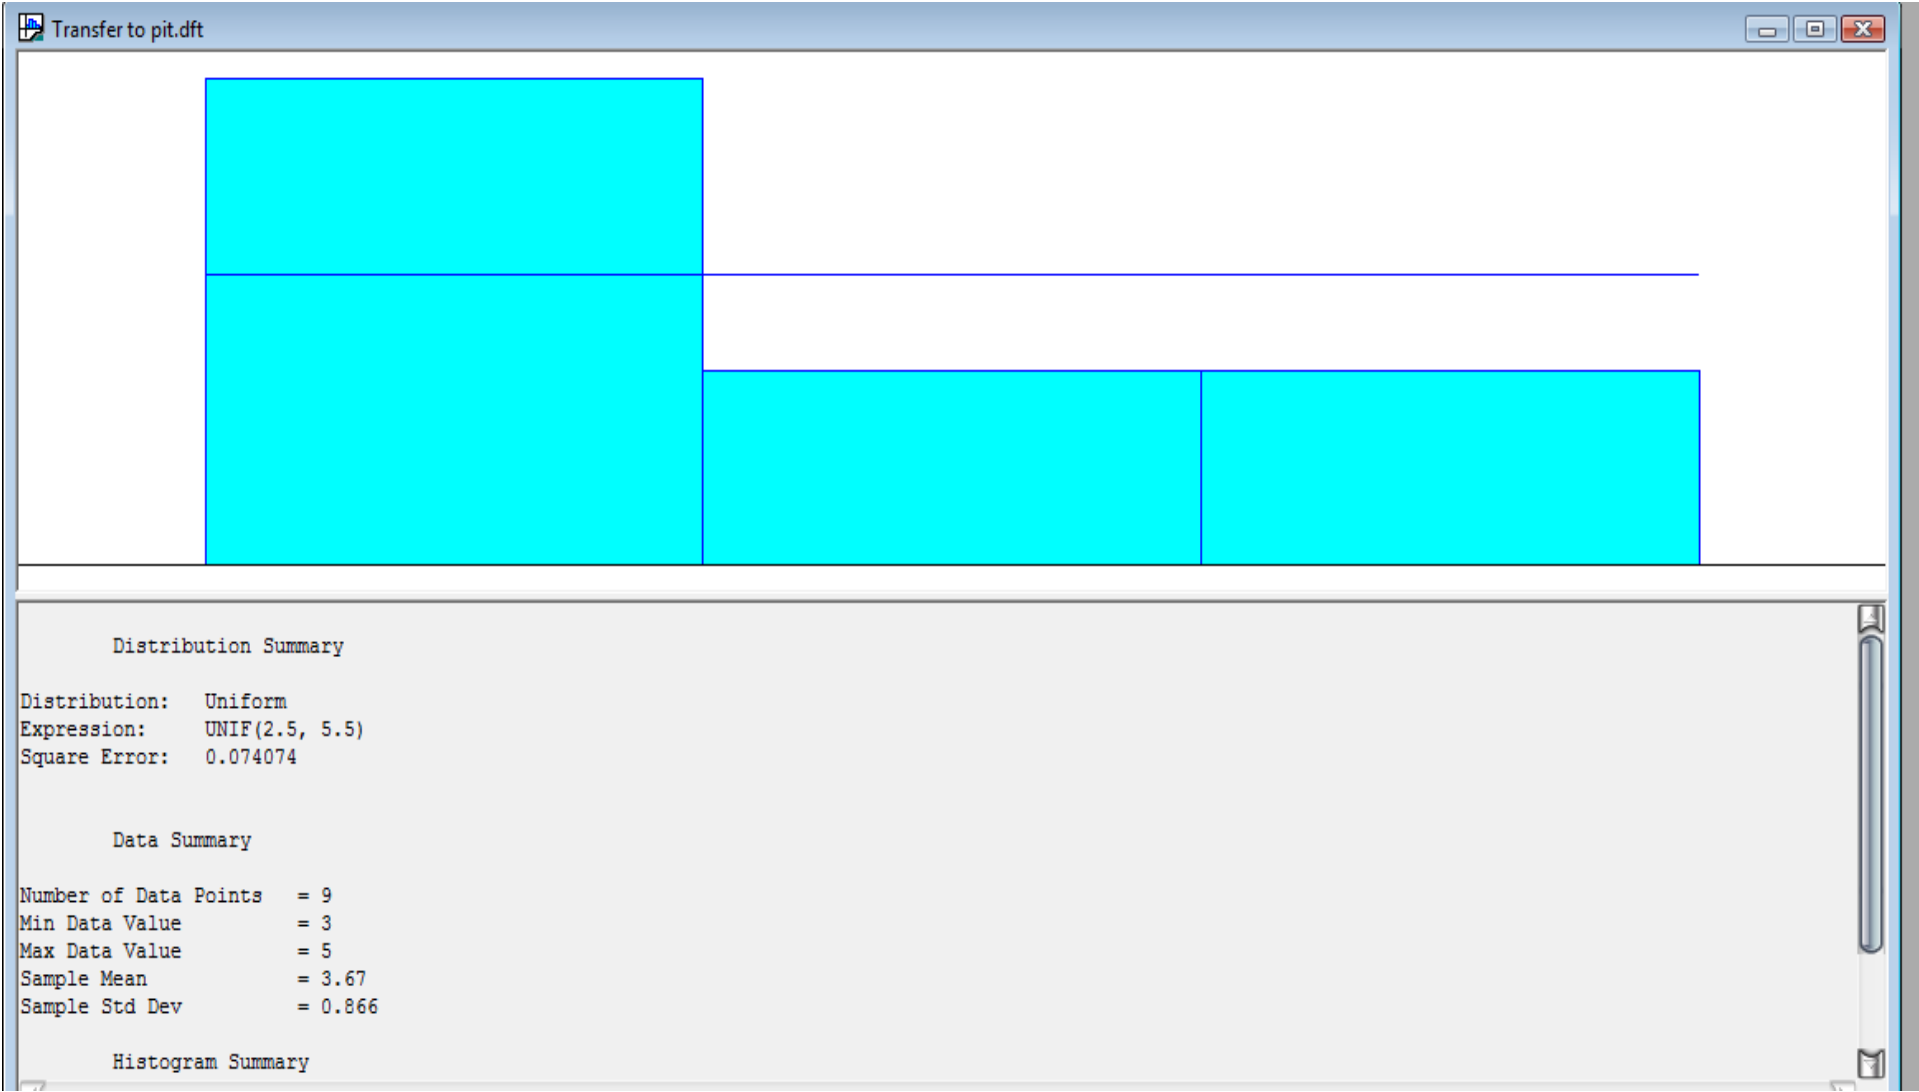 Transfer to pit.dft
Distribution Summary
Distribution: Uniform
Expression: UNIF(2.5, 5.5)
Square Error: 0.074074
Data Summary
Number of Data Points = 9
Min Data Value = 3
Max Data Value = 5
Sample Mean = 3.67
Sample Std Dev = 0.866
Histogram Summary